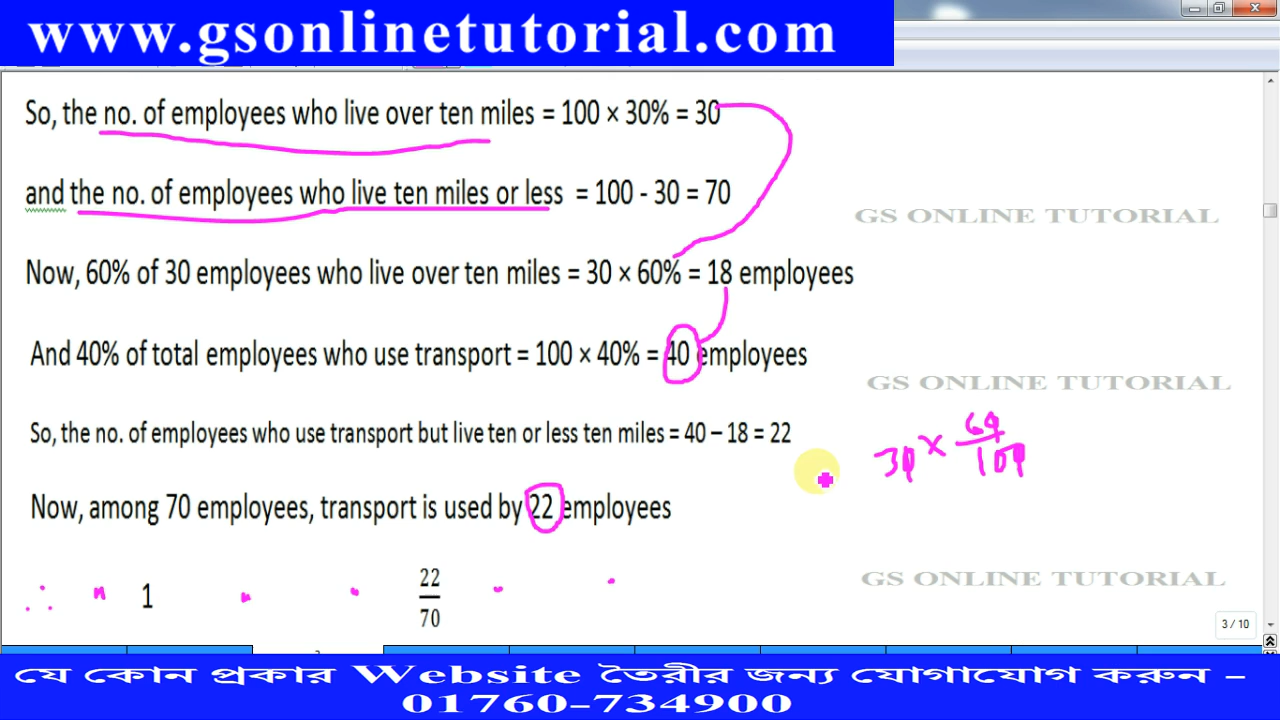 www.gsonlinetutorial.com
So, the no. of employees who live over ten miles = 100 × 30% = 30
and the no. of employees who live ten miles or less = 100 - 30 = 70
GS ONLINE TUTORIAL
Now, 60% of 30 employees who live over ten miles = 30 × 60% = 18 employees
And 40% of total employees who use transport = 100 × 40% = 40 employees
GS ONLINE TUTORIAL
So, the no. of employees who use transport but live ten or less ten miles = 40 – 18 = 22
30 × 60/100
Now, among 70 employees, transport is used by 22 employees
∴ " 1 " " 22/70 " "
GS ONLINE TUTORIAL
3 / 10
যে কোন প্রকার Website তৈরীর জন্য যোগাযোগ করুন –
01760-734900